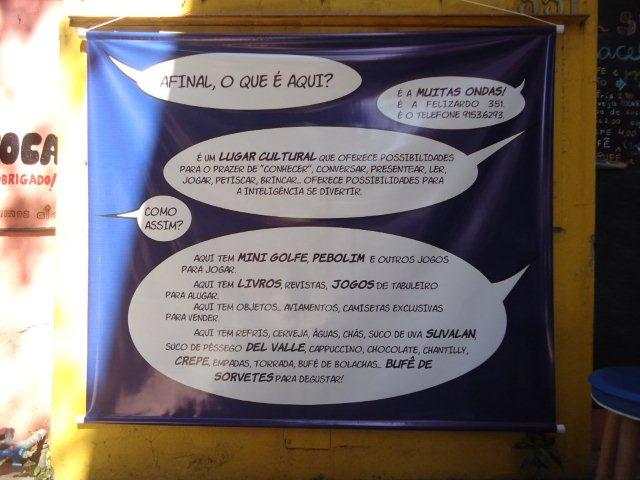 351
AFINAL, O QUE É AQUI?
É A MUITAS ONDAS!
É A FELIZARDO 351.
É O TELEFONE 9153.6293.
É UM LUGAR CULTURAL QUE OFERECE POSSIBILIDADES
PARA O PRAZER DE "CONHECER", CONVERSAR, PRESENTEAR, LER,
JOGAR, PETISCAR, BRINCAR... OFERECE POSSIBILIDADES PARA
A INTELIGÊNCIA SE DIVERTIR.
COMO
ASSIM?
AQUI TEM MINI GOLFE, PEBOLIM E OUTROS JOGOS
PARA JOGAR.
AQUI TEM LIVROS, REVISTAS, JOGOS DE TABULEIRO
PARA ALUGAR.
AQUI TEM OBJETOS... AVIAMENTOS, CAMISETAS EXCLUSIVAS
PARA VENDER.
AQUI TEM REFRIS, CERVEJA, ÁGUAS, CHÁS, SUCO DE UVA SUVALAN,
SUCO DE PÊSSEGO DEL VALLE, CAPPUCCINO, CHOCOLATE, CHANTILLY,
CREPE, EMPADAS, TORRADA, BUFÊ DE BOLACHAS... BUFÊ DE
SORVETES PARA DEGUSTAR!
OCA
OBRIGADO/